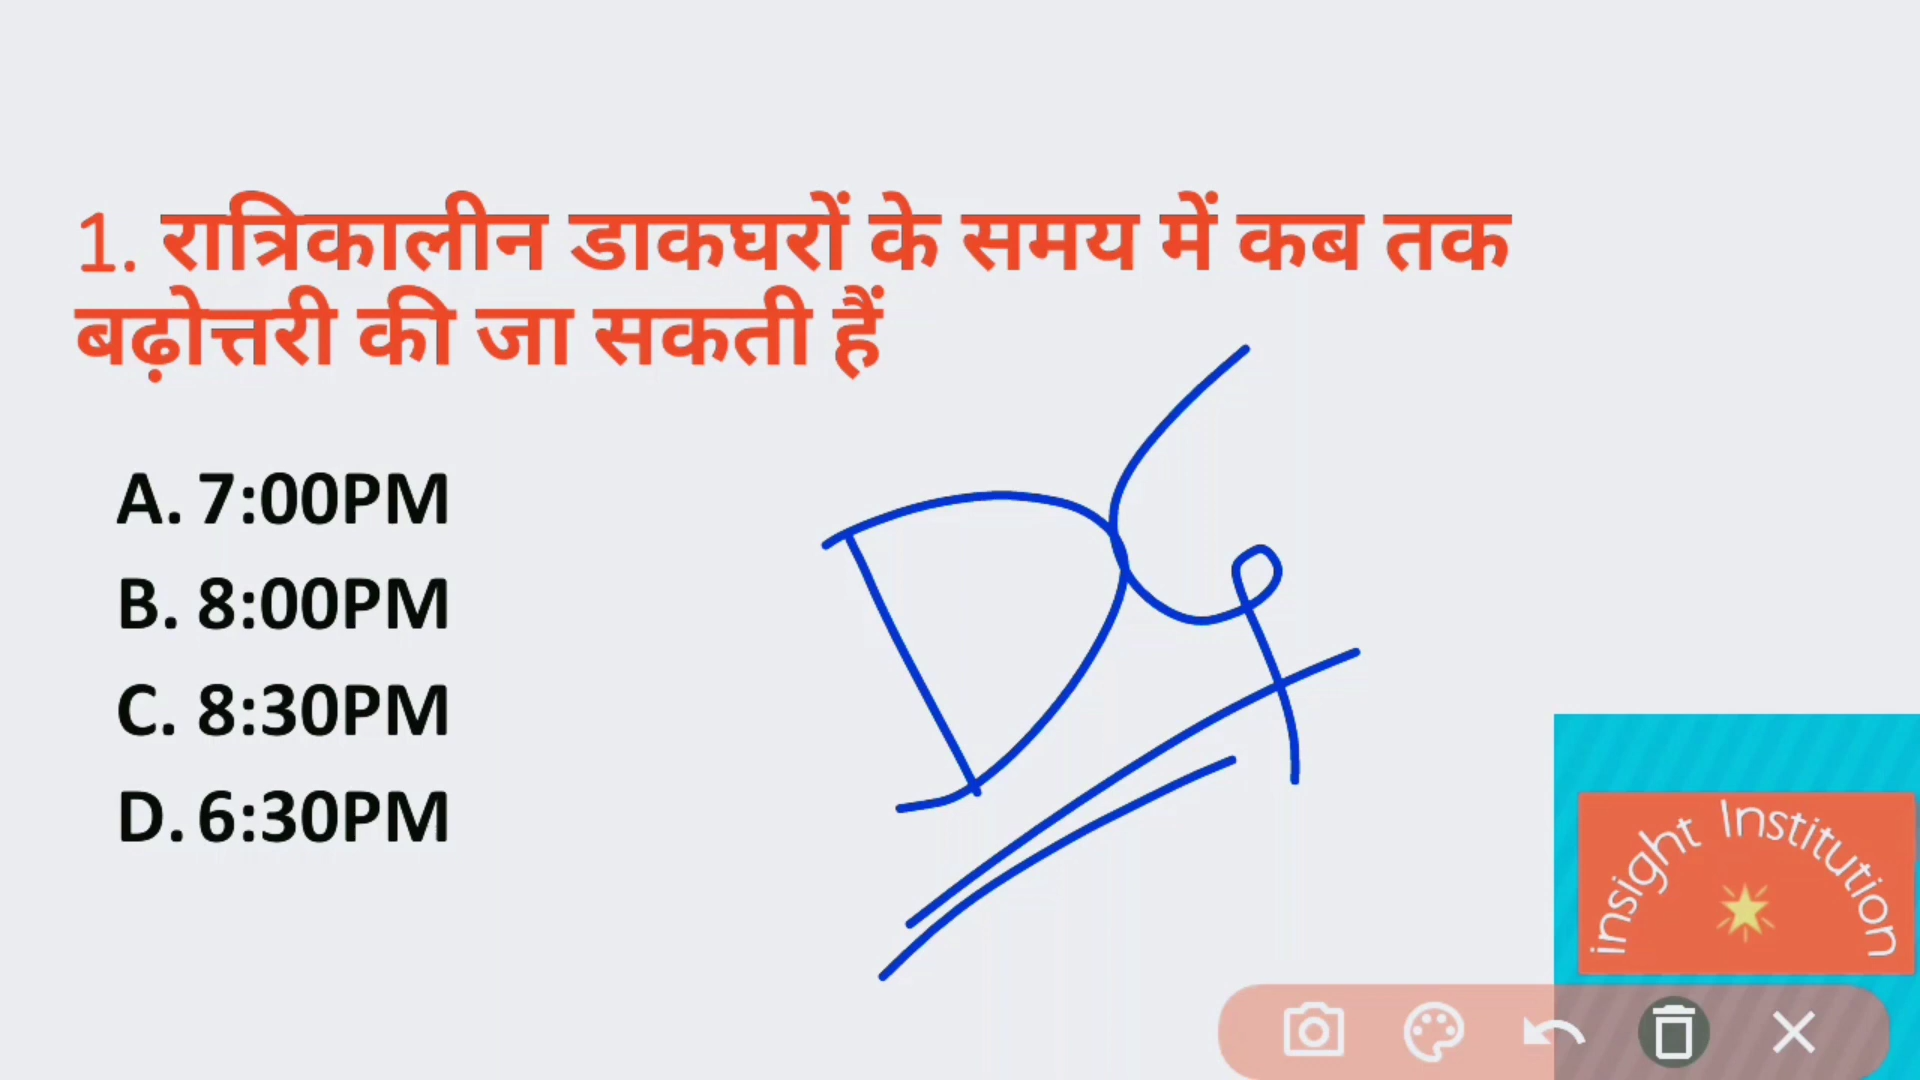 1. रात्रिकालीन डाकघरों के समय में कब तक
बढ़ोत्तरी की जा सकती हैं
A. 7:00PM
B. 8:00PM
C. 8:30PM
D. 6:30PM
insight Institution